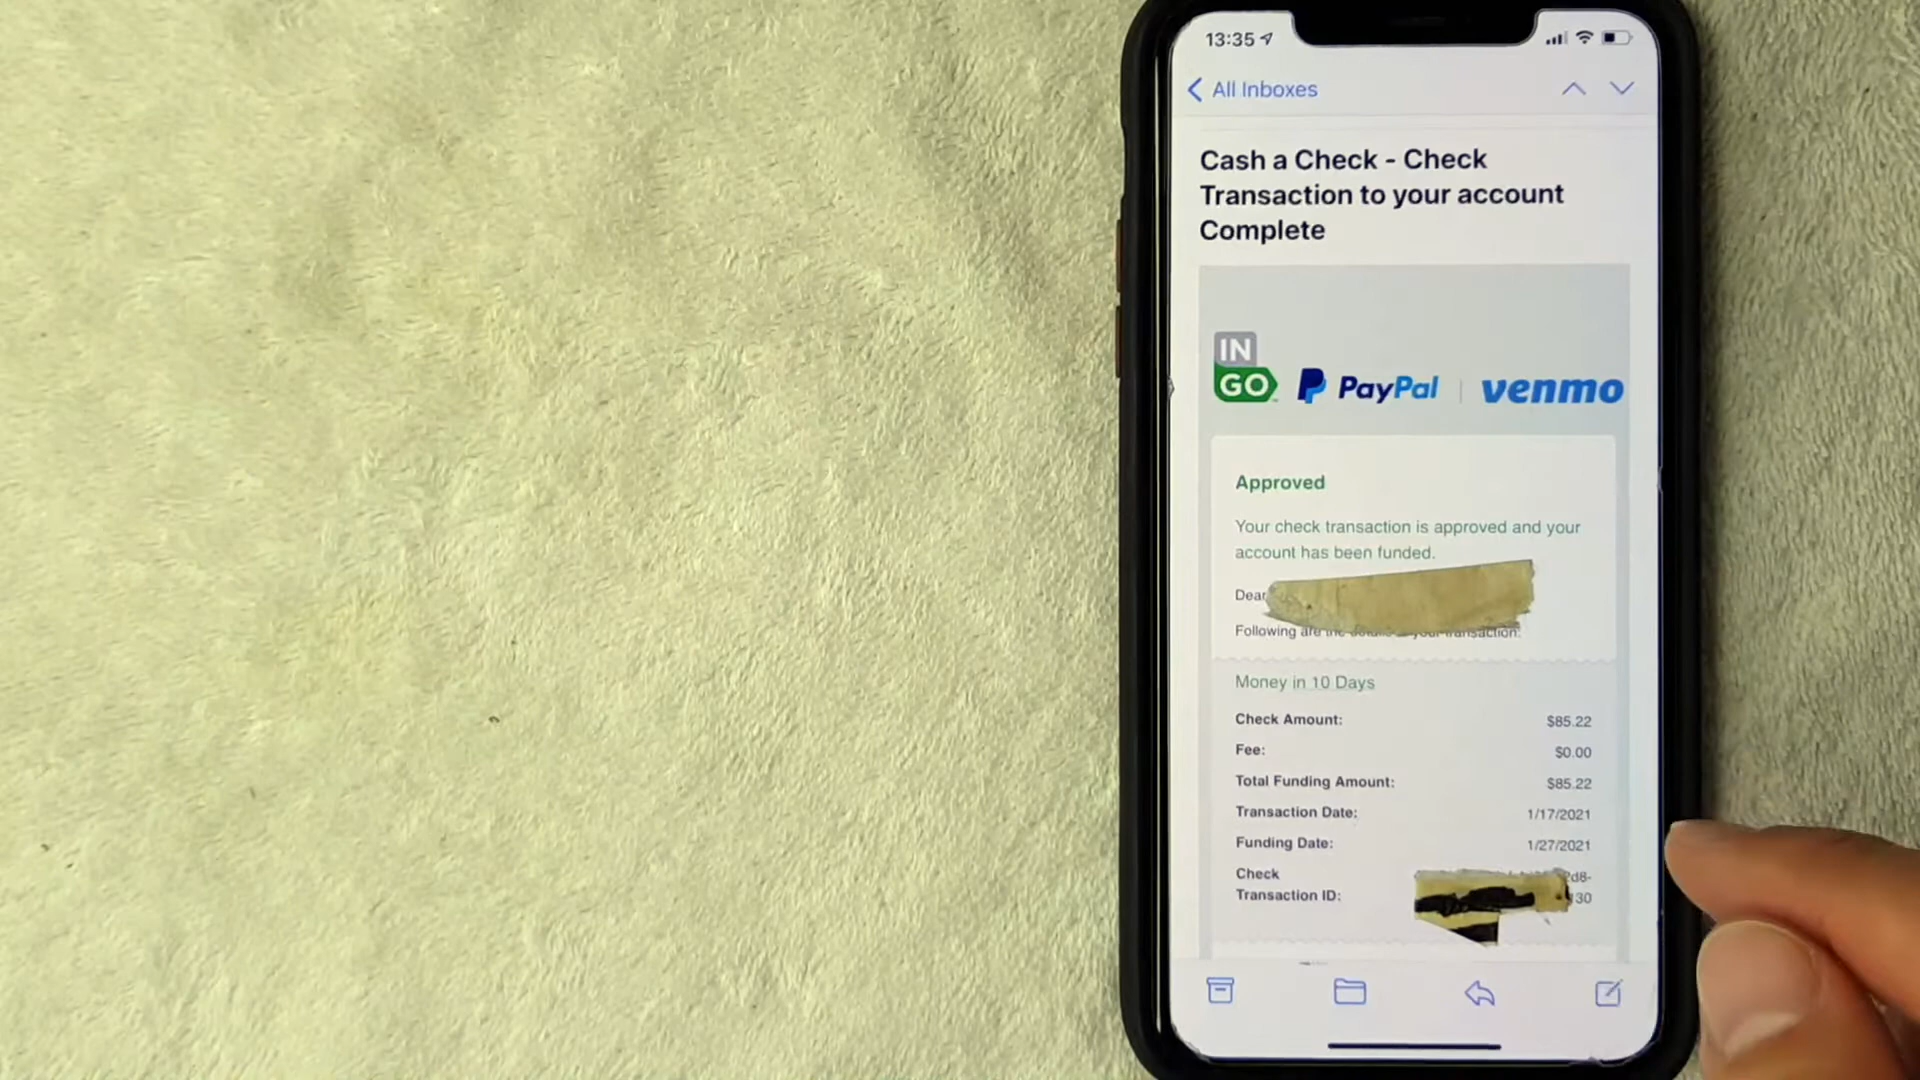 13:35
All Inboxes
Cash a Check - Check
Transaction to your account
Complete
IN
GO
PayPal
venmo
Approved
Your check transaction is approved and your
account has been funded.
Dear
Following are the transaction:
Money in 10 Days
Check Amount: $85.22
Fee: $0.00
Total Funding Amount: $85.22
Transaction Date: 1/17/2021
Funding Date: 1/27/2021
Check
Transaction ID:
d8-
30